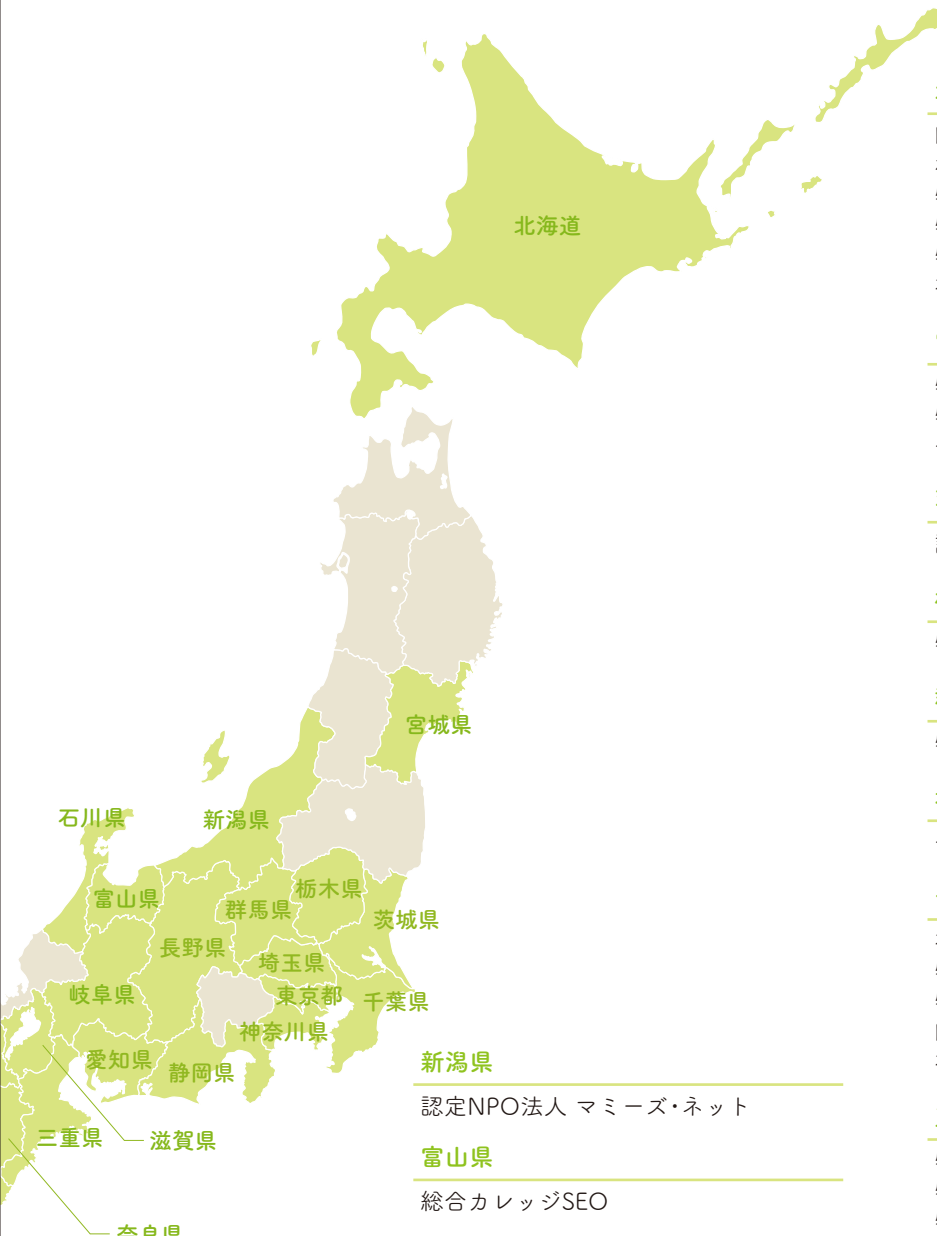 北海道
宮城県
石川県
新潟県
富山県
群馬県
栃木県
茨城県
長野県
埼玉県
岐阜県
東京都
千葉県
神奈川県
愛知県
静岡県
三重県
滋賀県
奈良県
新潟県
認定NPO法人 マミーズ・ネット
富山県
総合カレッジSEO